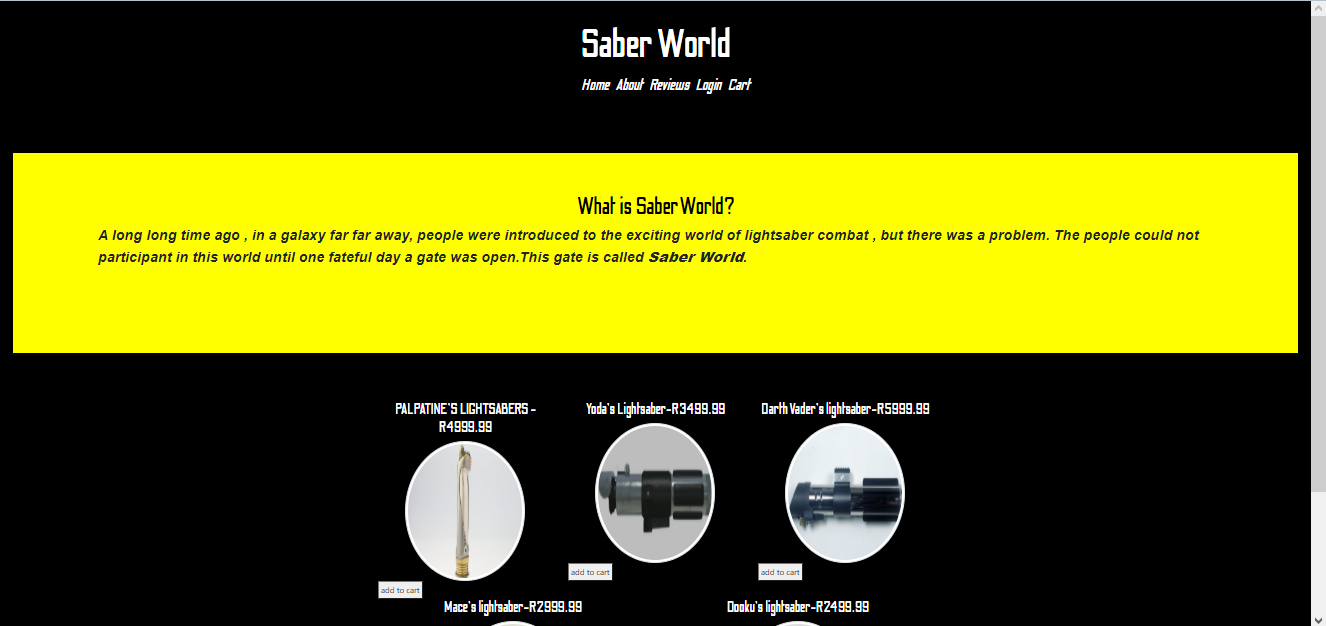 Saber World
Home About Reviews Login Cart
What is Saber World?
A long long time ago , in a galaxy far far away, people were introduced to the exciting world of lightsaber combat , but there was a problem. The people could not
participant in this world until one fateful day a gate was open.This gate is called Saber World.
PALPATINE'S LIGHTSABERS -
R4999.99
Yoda's Lightsaber-R3499.99
Darth Vader's lightsaber-R5999.99
add to cart
add to cart
add to cart
Mace's lightsaber-R2999.99
Dooku's lightsaber-R2499.99